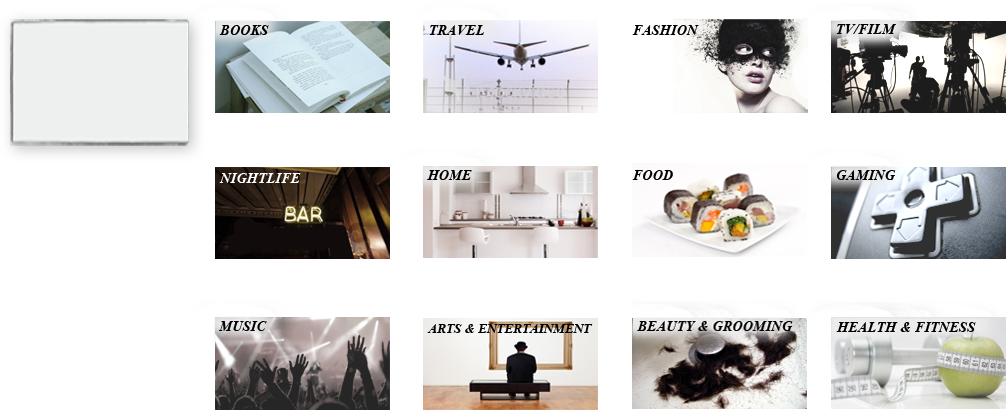 BOOKS
TRAVEL
FASHION
TV/FILM
NIGHTLIFE
BAR
HOME
FOOD
GAMING
MUSIC
ARTS & ENTERTAINMENT
BEAUTY & GROOMING
HEALTH & FITNESS